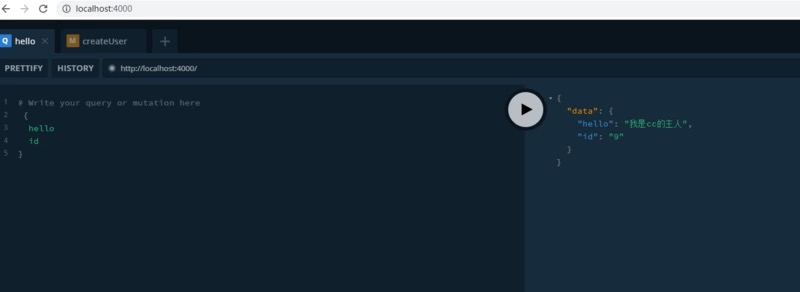 localhost:4000
Q hello
M createUser
PRETTIFY HISTORY http://localhost:4000/
1 # Write your query or mutation here
2 {
3 hello
4 id
5 }
{
"data": {
"hello": "我是cc的主人",
"id": "9"
}
}